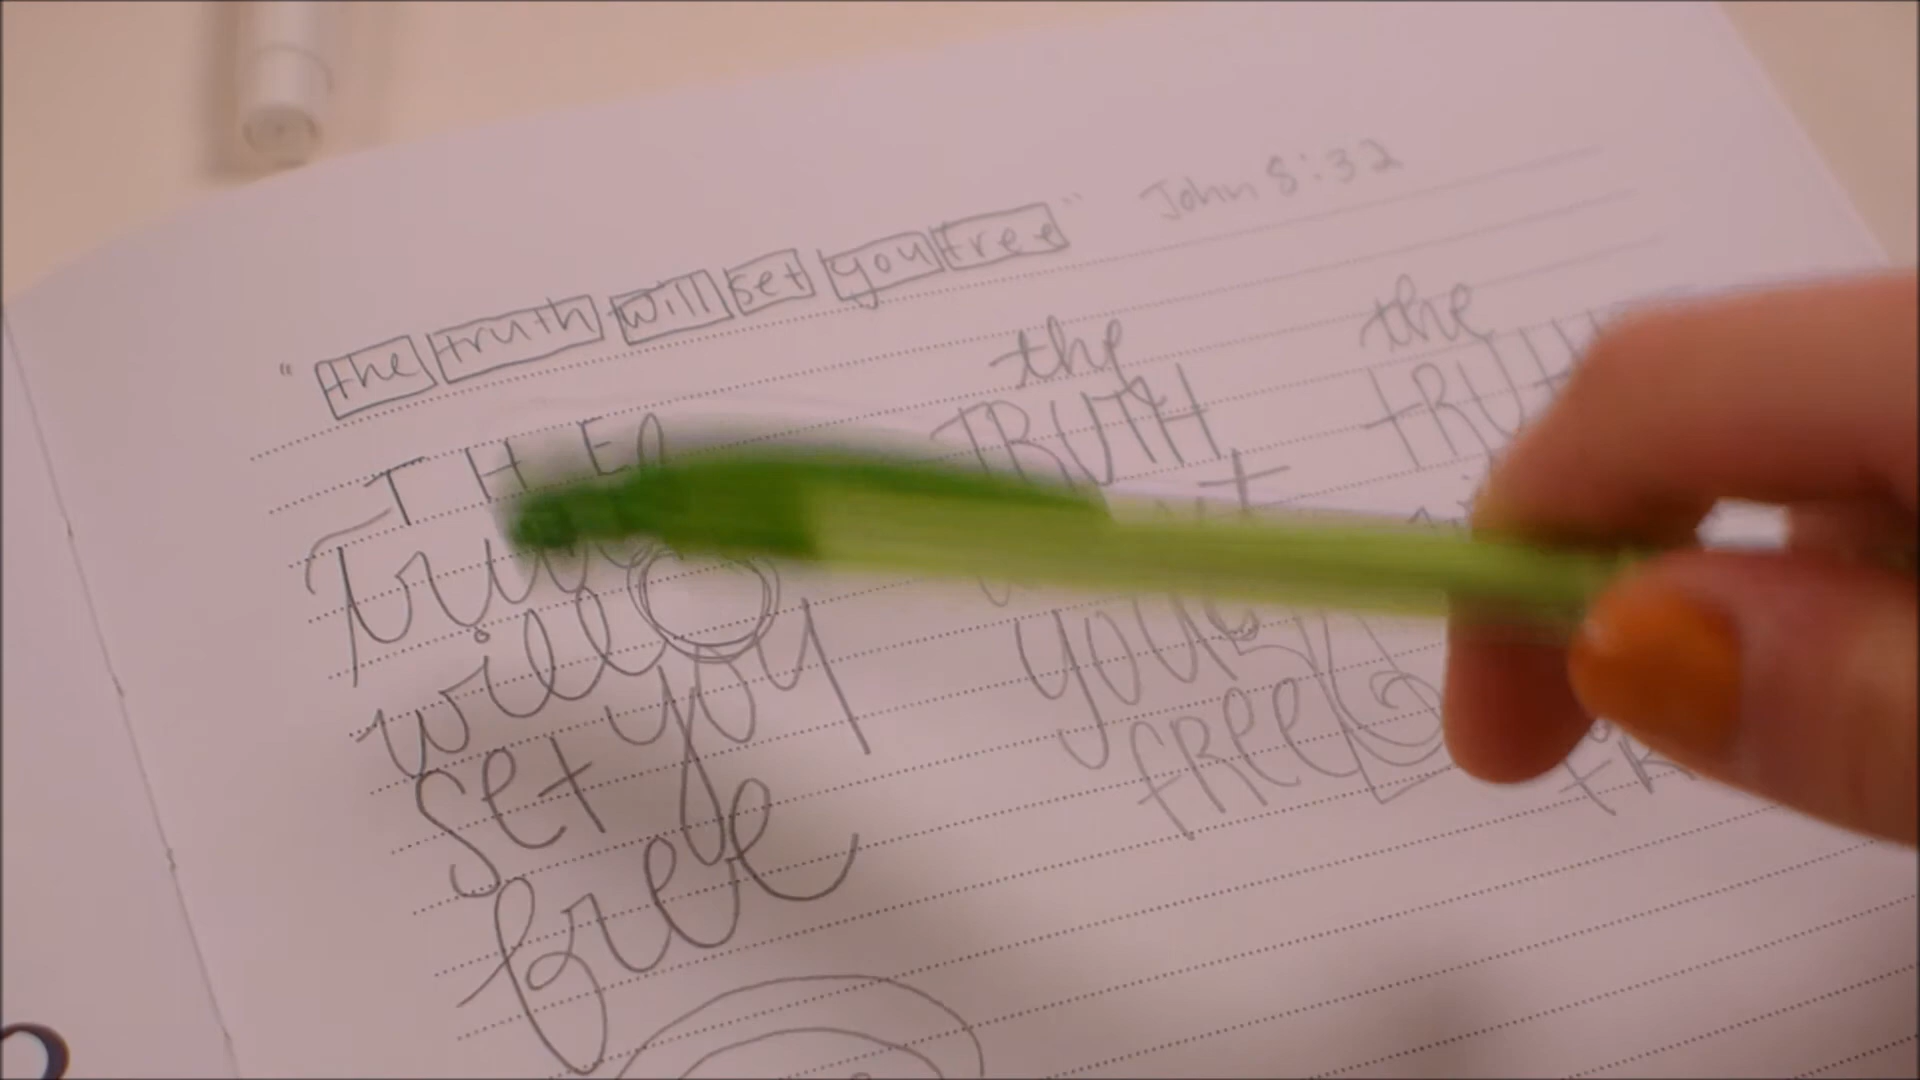 "the truth will set you free" John 8:32
THE
Truth
will
set you
free
the
TRUTH
you
FREE
the
TRUTH